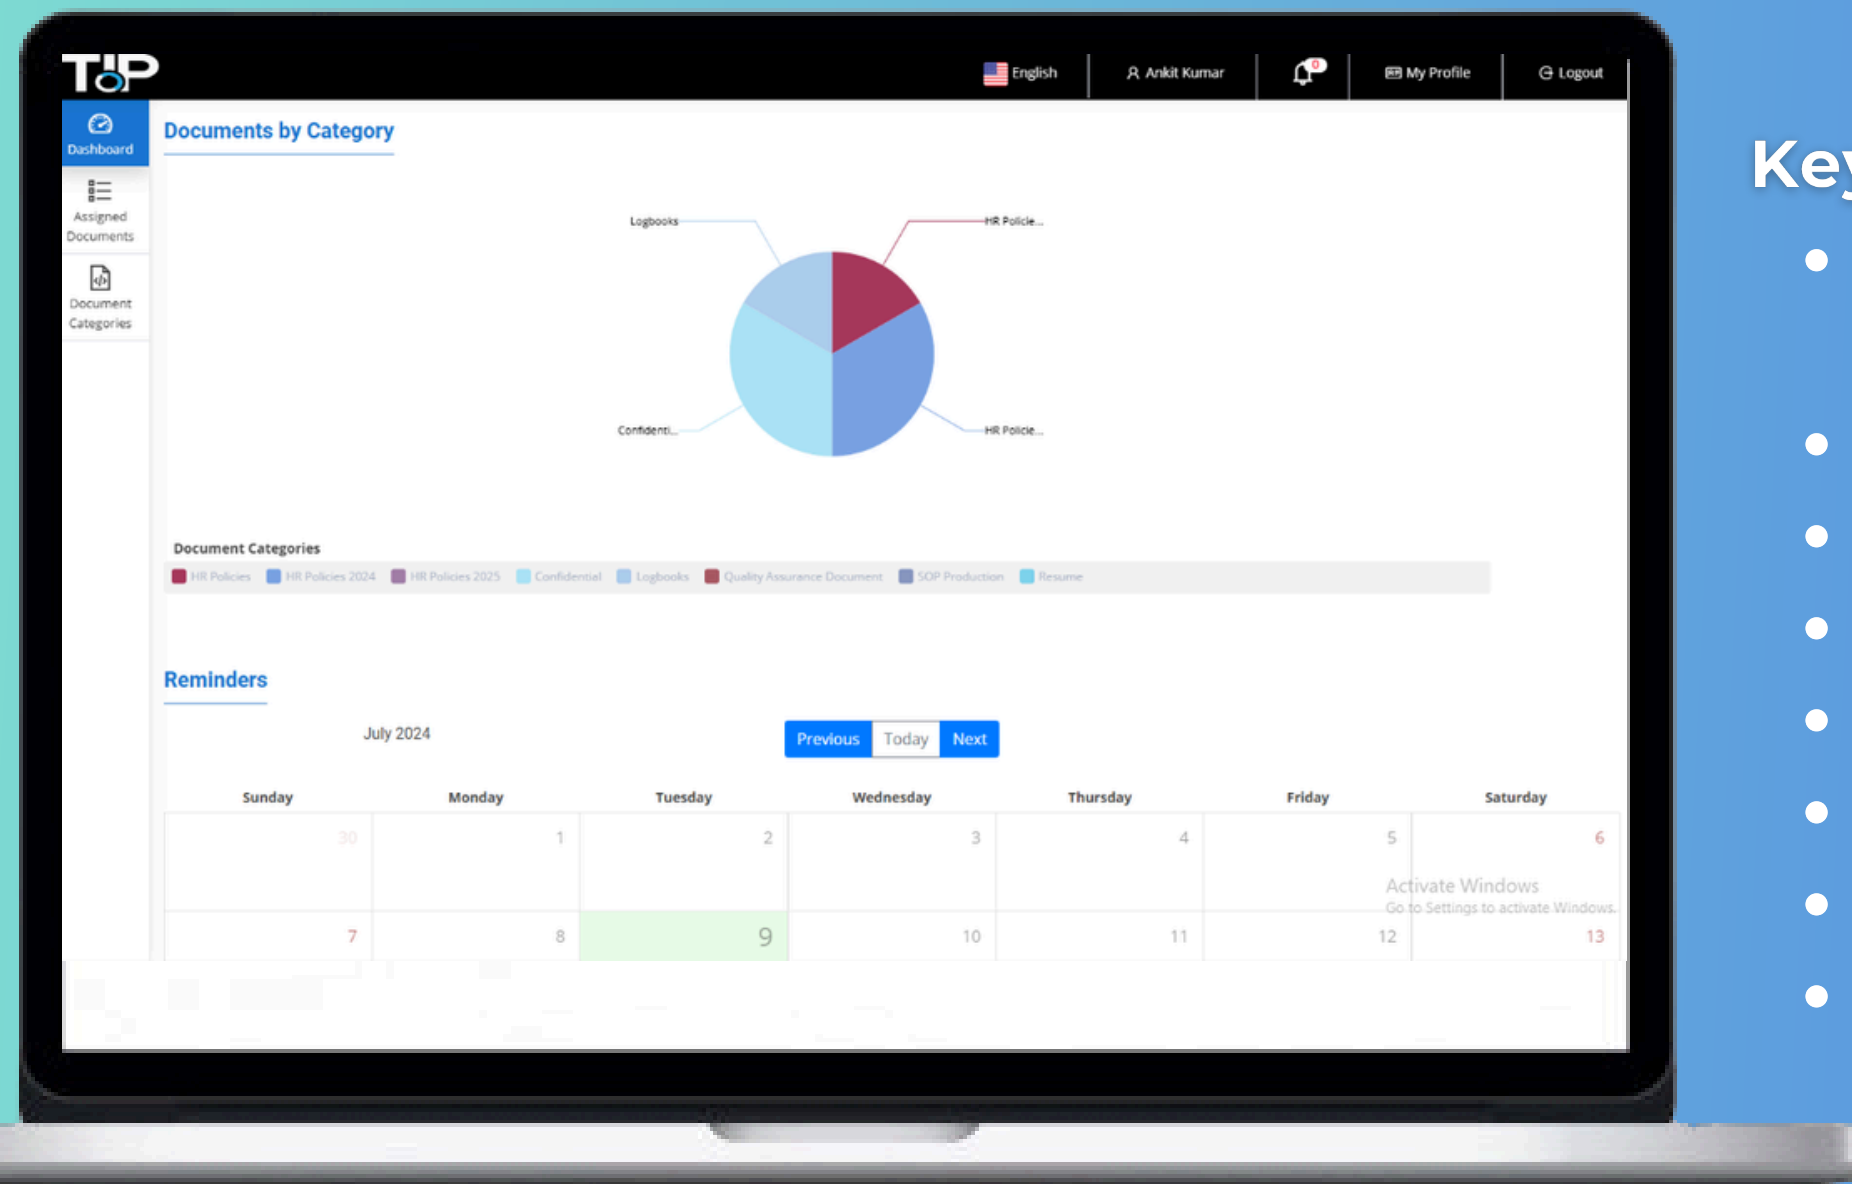 TIP
English
Ankit Kumar
0
My Profile
Logout
Dashboard
Assigned
Documents
Document
Categories
Documents by Category
Logbooks
HR Policie...
Confidenti...
HR Policie...
Document Categories
HR Policies HR Policies 2024 HR Policies 2025 Confidential Logbooks Quality Assurance Document SOP Production Resume
Reminders
July 2024
Previous Today Next
Sunday Monday Tuesday Wednesday Thursday Friday Saturday
30 1 2 3 4 5 6
Activate Windows
Go to Settings to activate Windows.
7 8 9 10 11 12 13
Key